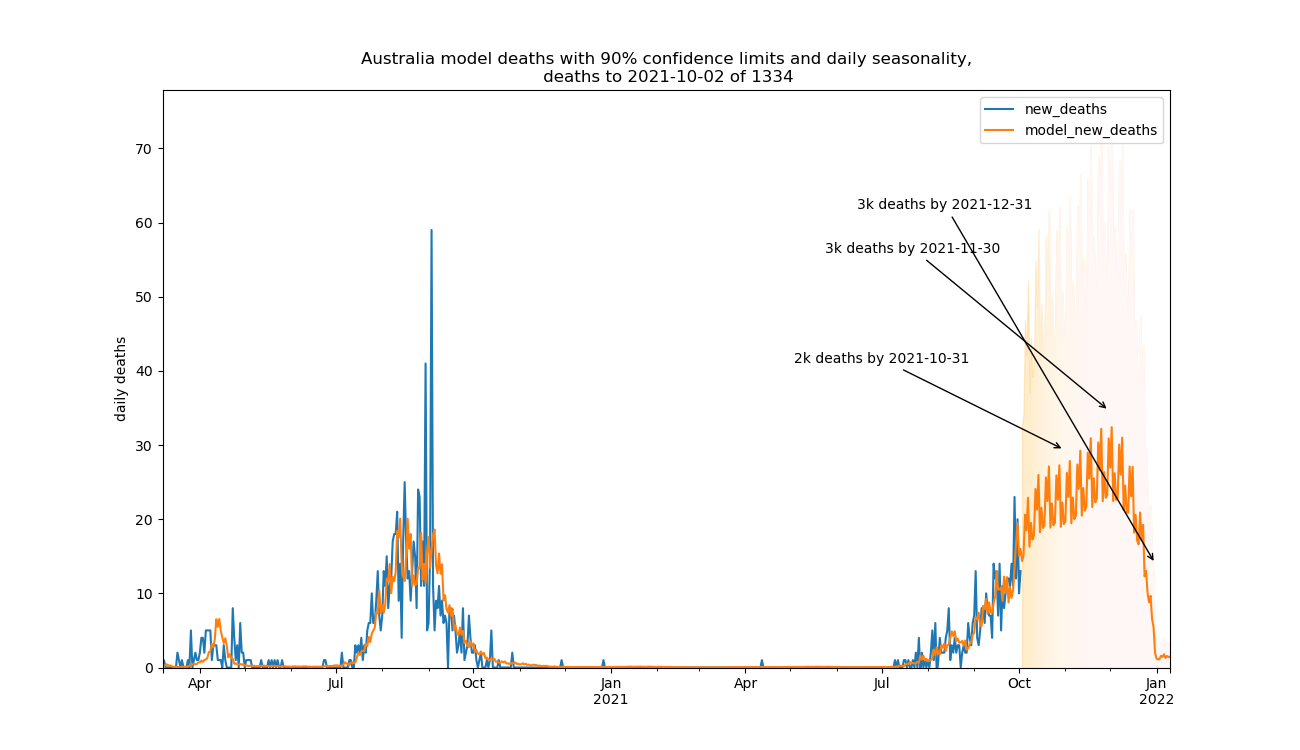 Australia model deaths with 90% confidence limits and daily seasonality,
deaths to 2021-10-02 of 1334
new_deaths
model_new_deaths
daily deaths
70
60
50
40
30
20
10
0
3k deaths by 2021-12-31
3k deaths by 2021-11-30
2k deaths by 2021-10-31
Apr
Jul
Oct
Jan
2021
Apr
Jul
Oct
Jan
2022